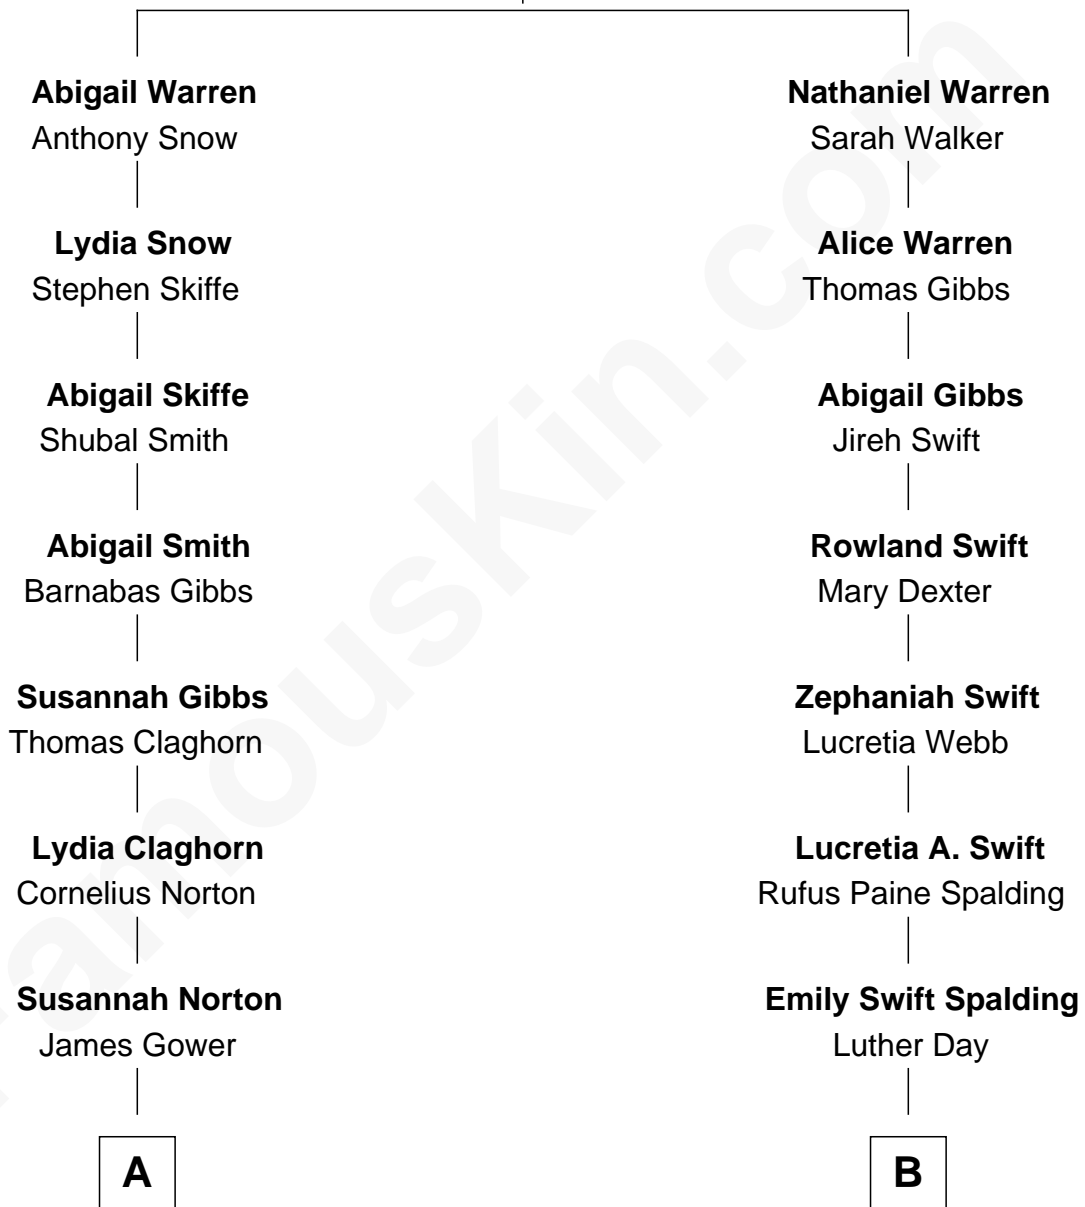 Abigail Warren
Anthony Snow
Lydia Snow
Stephen Skiffe
Abigail Skiffe
Shubal Smith
Abigail Smith
Barnabas Gibbs
Susannah Gibbs
Thomas Claghorn
Lydia Claghorn
Cornelius Norton
Susannah Norton
James Gower
A
Nathaniel Warren
Sarah Walker
Alice Warren
Thomas Gibbs
Abigail Gibbs
Jireh Swift
Rowland Swift
Mary Dexter
Zephaniah Swift
Lucretia Webb
Lucretia A. Swift
Rufus Paine Spalding
Emily Swift Spalding
Luther Day
B
FamousKin.com